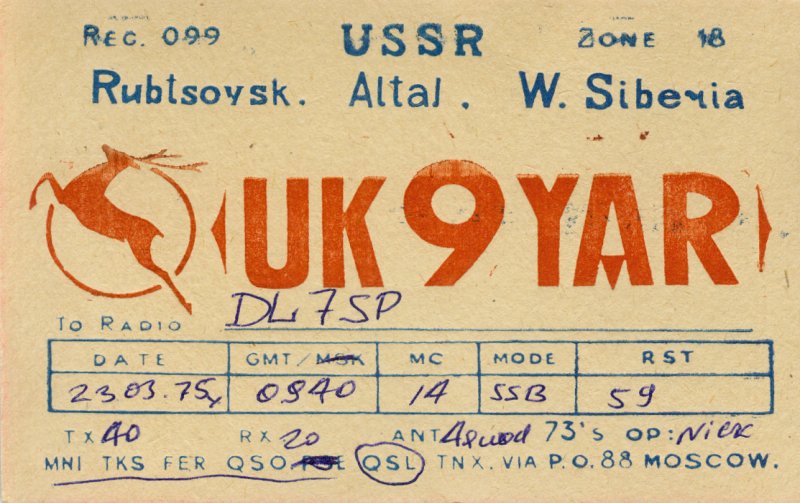 REC. 099 USSR ZONE 18
Rubtsovsk. Altai. W. Siberia
UK9YAR
TO RADIO DL7SP
DATE GMT/MSK MC MODE RST
23.03.75 0940 14 SSB 59
TX 40 RX 20 ANT 73's OP: Nick
MNI TKS FER QSO PSE QSL TNX. VIA P.O. 88 MOSCOW.